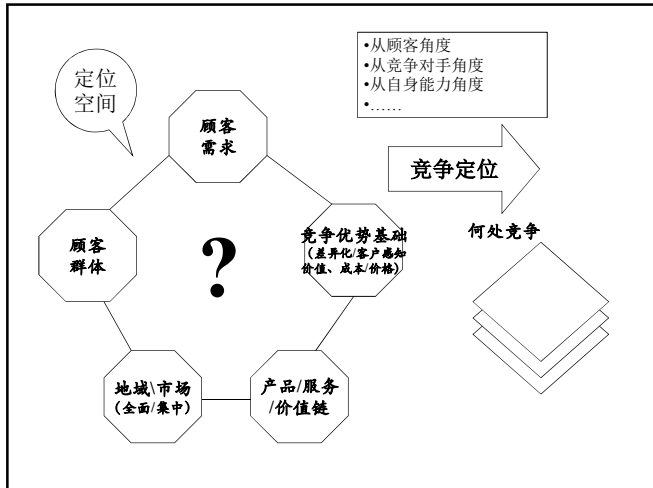 定位
空间
•从顾客角度
•从竞争对手角度
•从自身能力角度
•……
顾客
需求
竞争定位
顾客
群体
?
竞争优势基础
(差异化/客户感知
价值、成本/价格)
何处竞争
地域\市场
(全面/集中)
产品/服务
/价值链